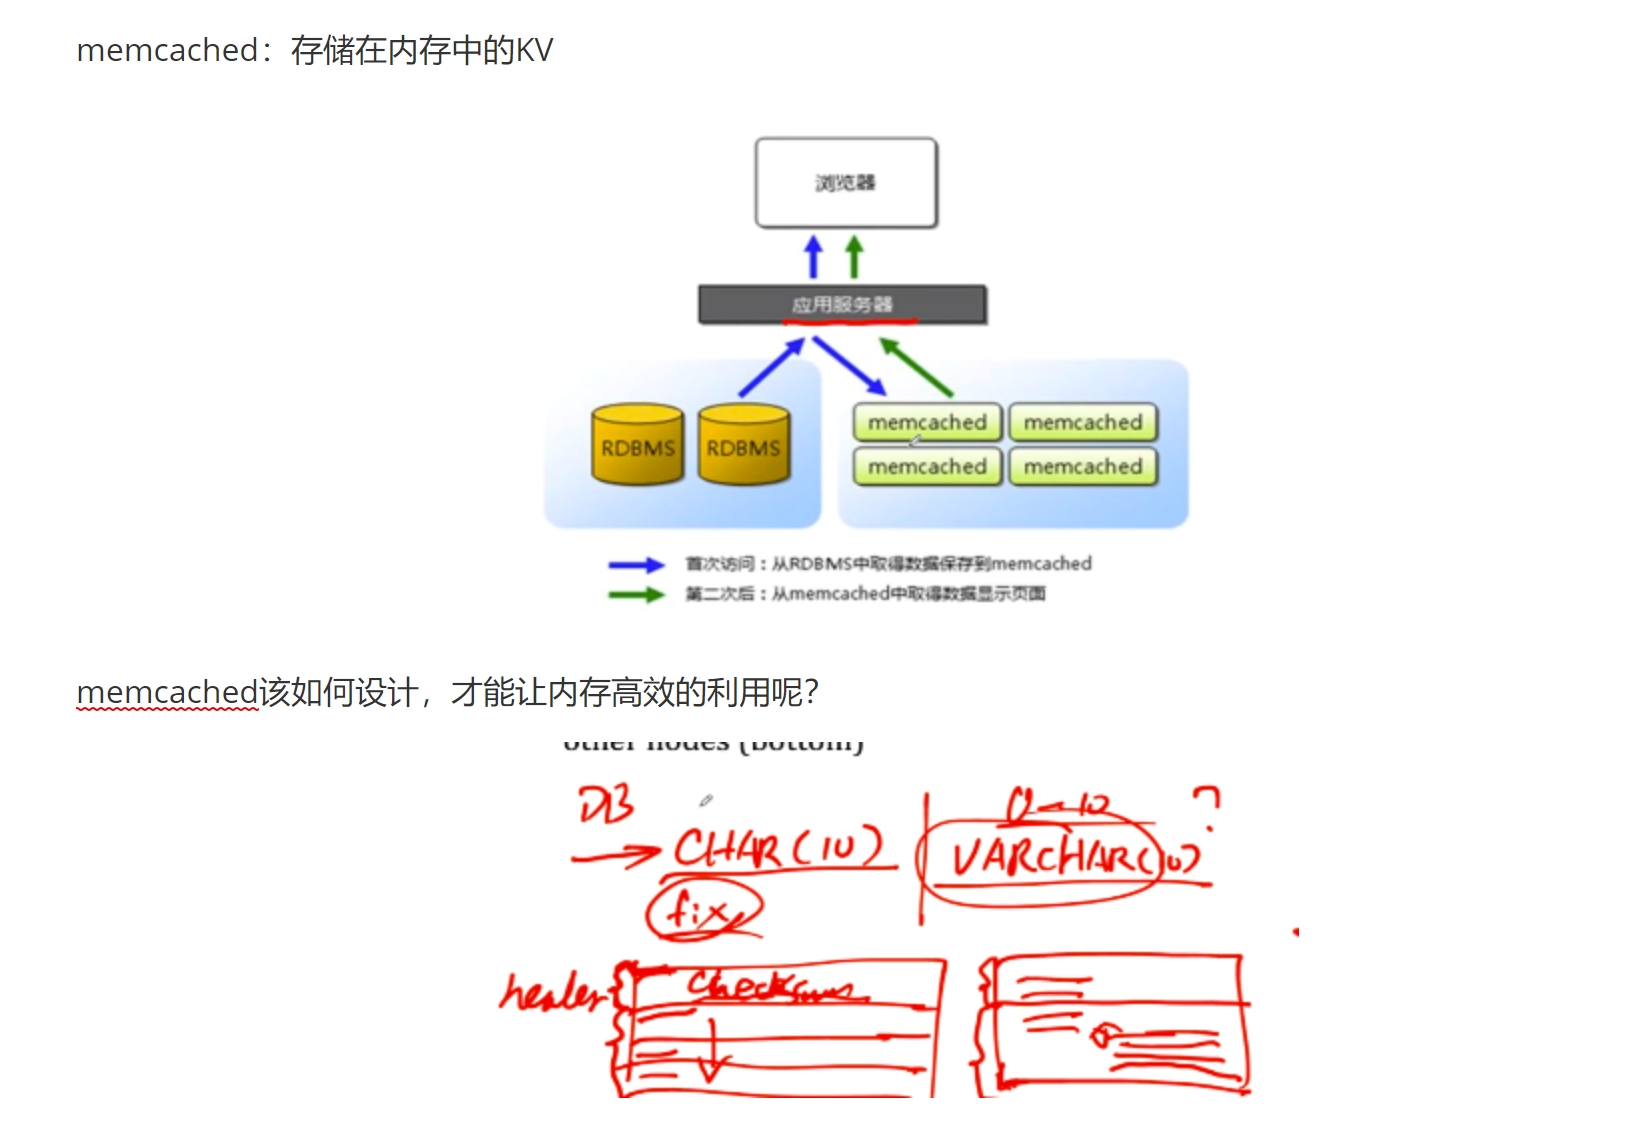 memcached：存储在内存中的KV
浏览器
应用服务器
RDBMS RDBMS
memcached memcached
memcached memcached
首次访问：从RDBMS中取得数据保存到memcached
第二次后：从memcached中取得数据显示页面
memcached该如何设计，才能让内存高效的利用呢？
other nodes (bottom)
DB
?
CHAR(10) VARCHAR(10)
fix
header checksum